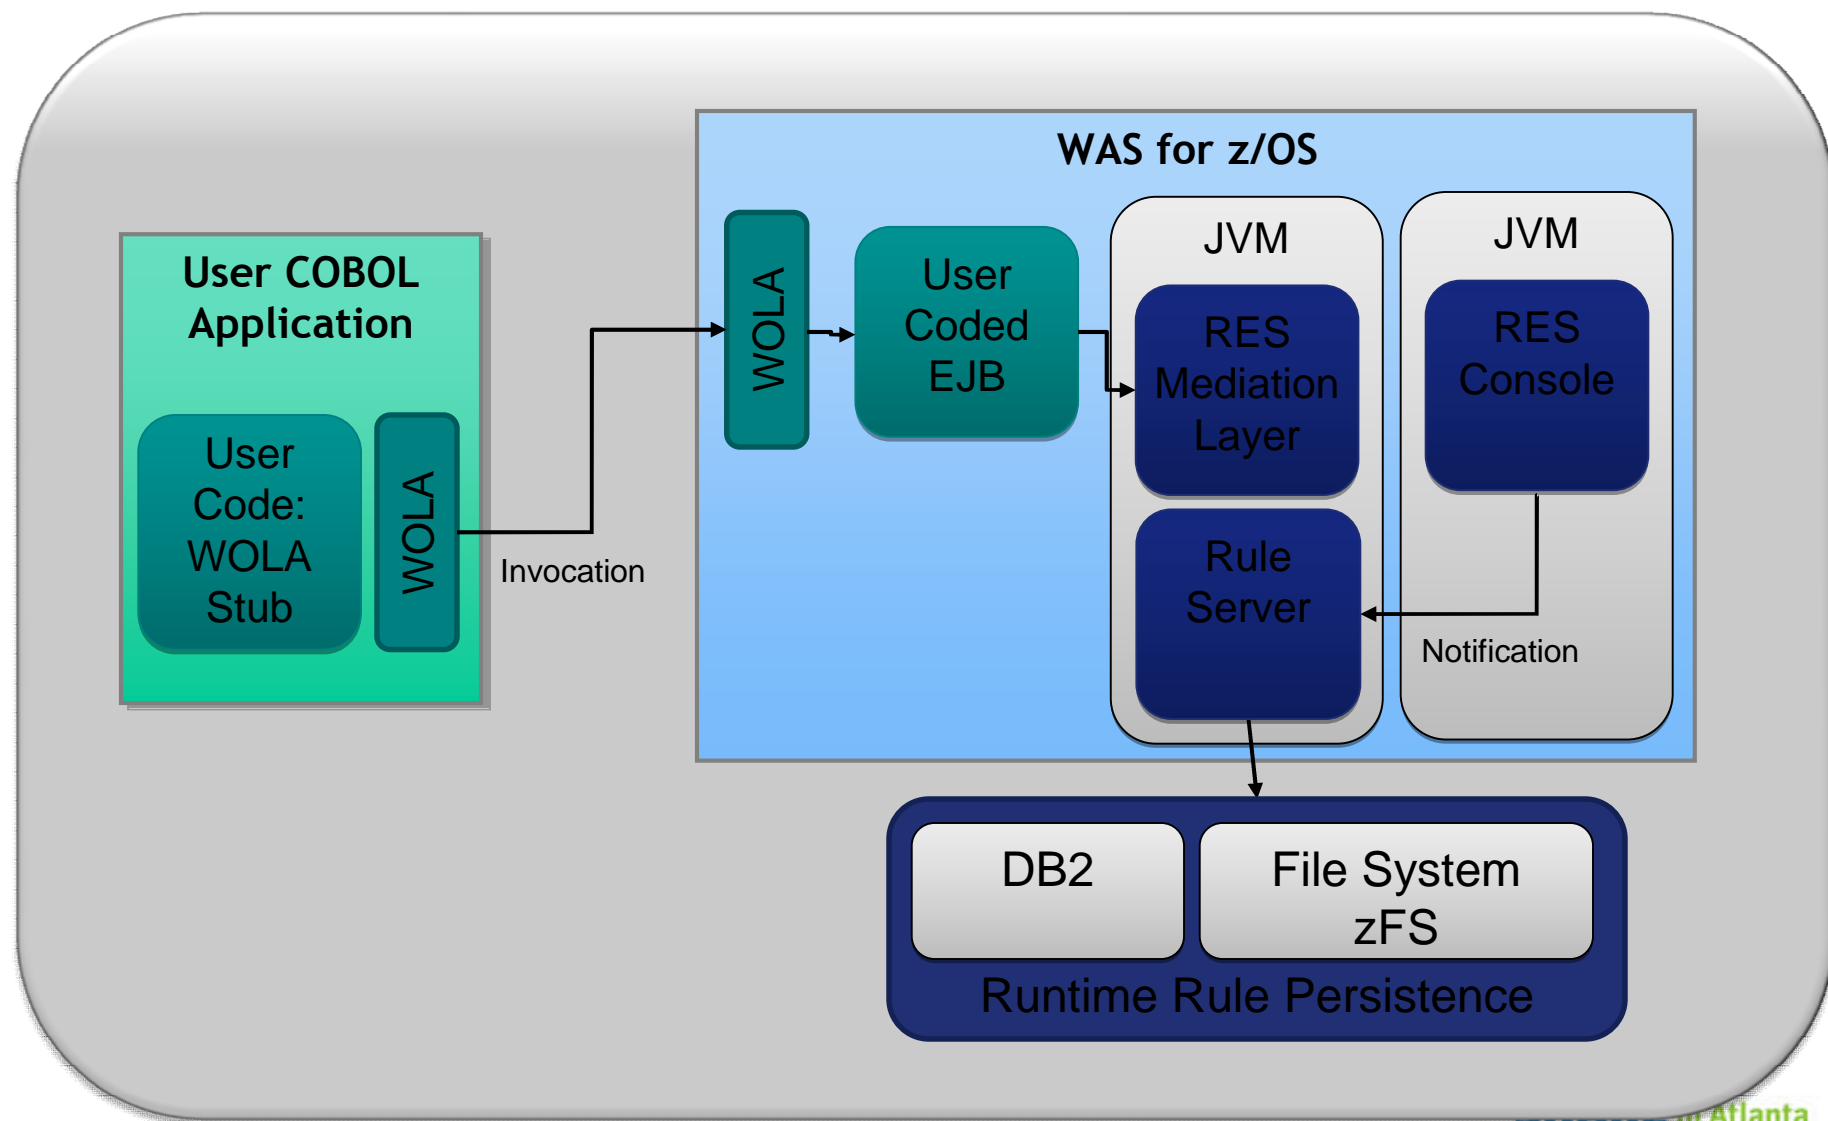 WAS for z/OS
User COBOL
Application
User
Code:
WOLA
Stub
WOLA
Invocation
WOLA
User
Coded
EJB
JVM
RES
Mediation
Layer
Rule
Server
JVM
RES
Console
Notification
DB2
File System
zFS
Runtime Rule Persistence
Atlanta